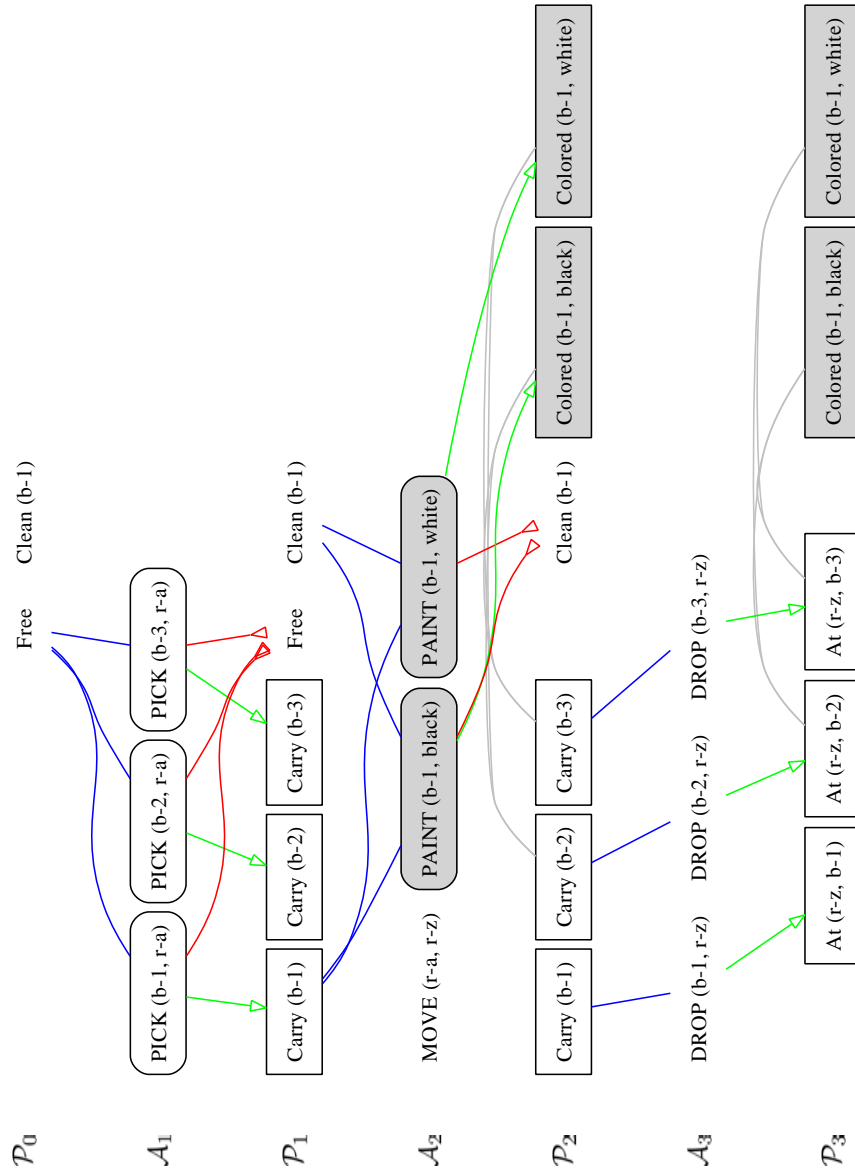 P₀
Free
Clean (b-1)
A₁
PICK (b-1, r-a)
PICK (b-2, r-a)
PICK (b-3, r-a)
P₁
Carry (b-1)
Carry (b-2)
Carry (b-3)
Free
Clean (b-1)
A₂
MOVE (r-a, r-z)
PAINT (b-1, black)
PAINT (b-1, white)
P₂
Carry (b-1)
Carry (b-2)
Carry (b-3)
Clean (b-1)
Colored (b-1, black)
Colored (b-1, white)
A₃
DROP (b-1, r-z)
DROP (b-2, r-z)
DROP (b-3, r-z)
P₃
At (r-z, b-1)
At (r-z, b-2)
At (r-z, b-3)
Colored (b-1, black)
Colored (b-1, white)